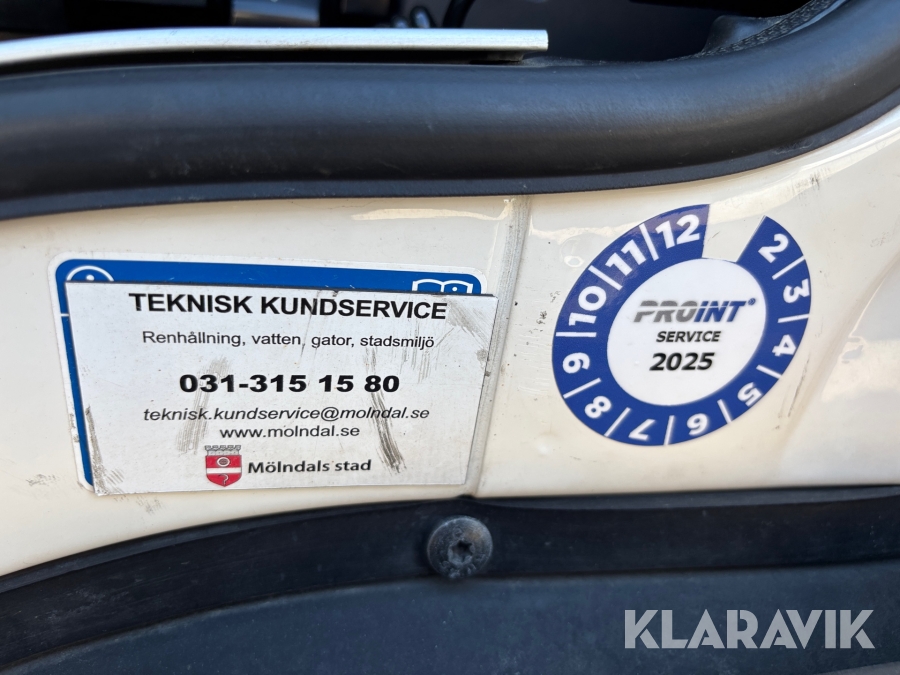 TEKNISK KUNDSERVICE
Renhållning, vatten, gator, stadsmiljö
031-315 15 80
teknisk.kundservice@molndal.se
www.molndal.se
Mölndals stad
2 3 4 5 6 7 8 9 10 11 12
PROINT®
SERVICE
2025
KLARAVIK